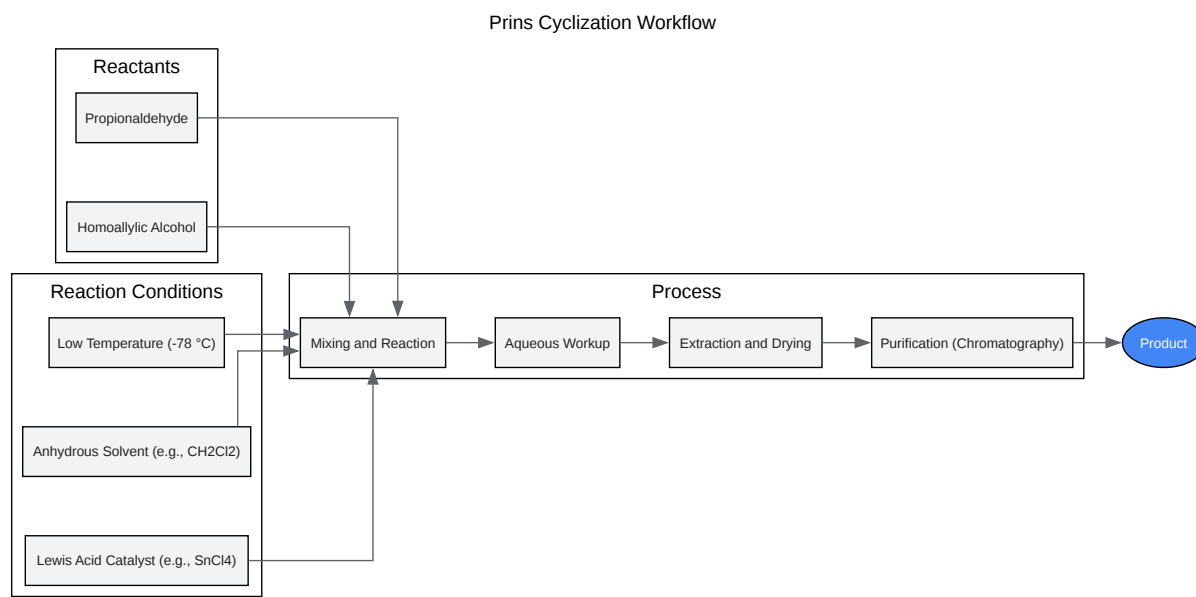 Prins Cyclization Workflow
Reactants
Propionaldehyde
Homoallylic Alcohol
Reaction Conditions
Low Temperature (-78 °C)
Anhydrous Solvent (e.g., CH2Cl2)
Lewis Acid Catalyst (e.g., SnCl4)
Process
Mixing and Reaction
Aqueous Workup
Extraction and Drying
Purification (Chromatography)
Product